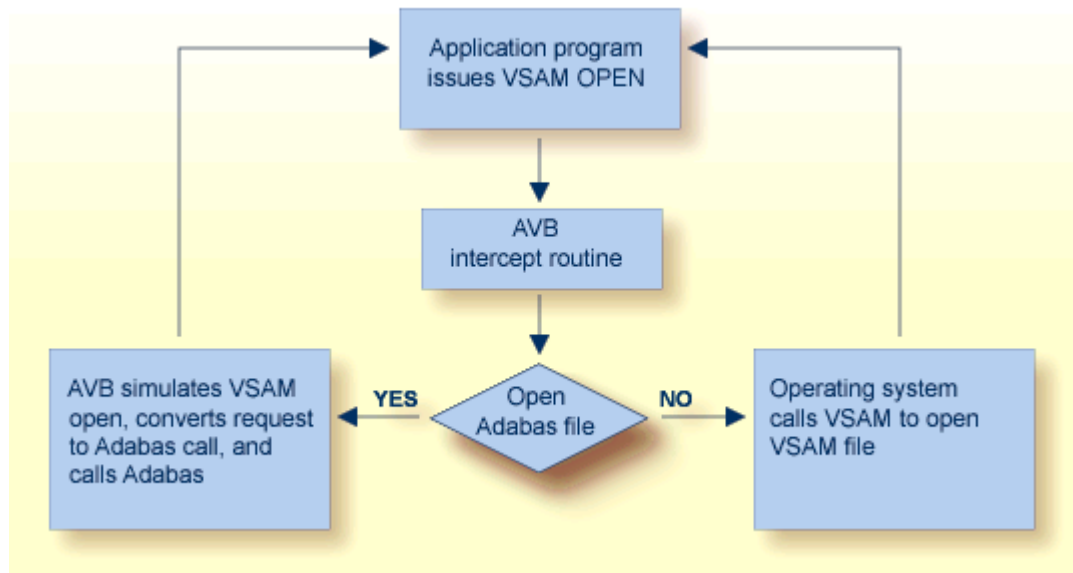 Application program
issues VSAM OPEN
AVB
intercept routine
Open
Adabas file
YES
NO
AVB simulates VSAM
open, converts request
to Adabas call, and
calls Adabas
Operating system
calls VSAM to open
VSAM file